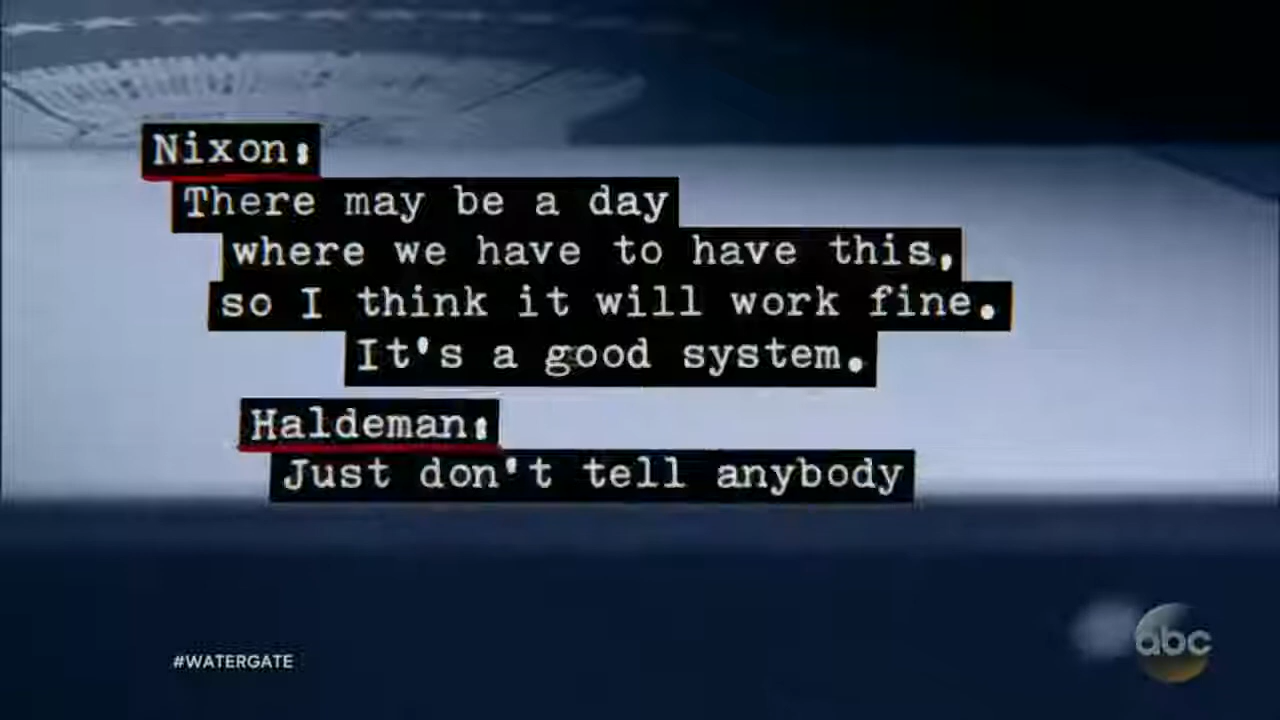 Nixon:
There may be a day
where we have to have this,
so I think it will work fine.
It's a good system.
Haldeman:
Just don't tell anybody
#WATERGATE
abc